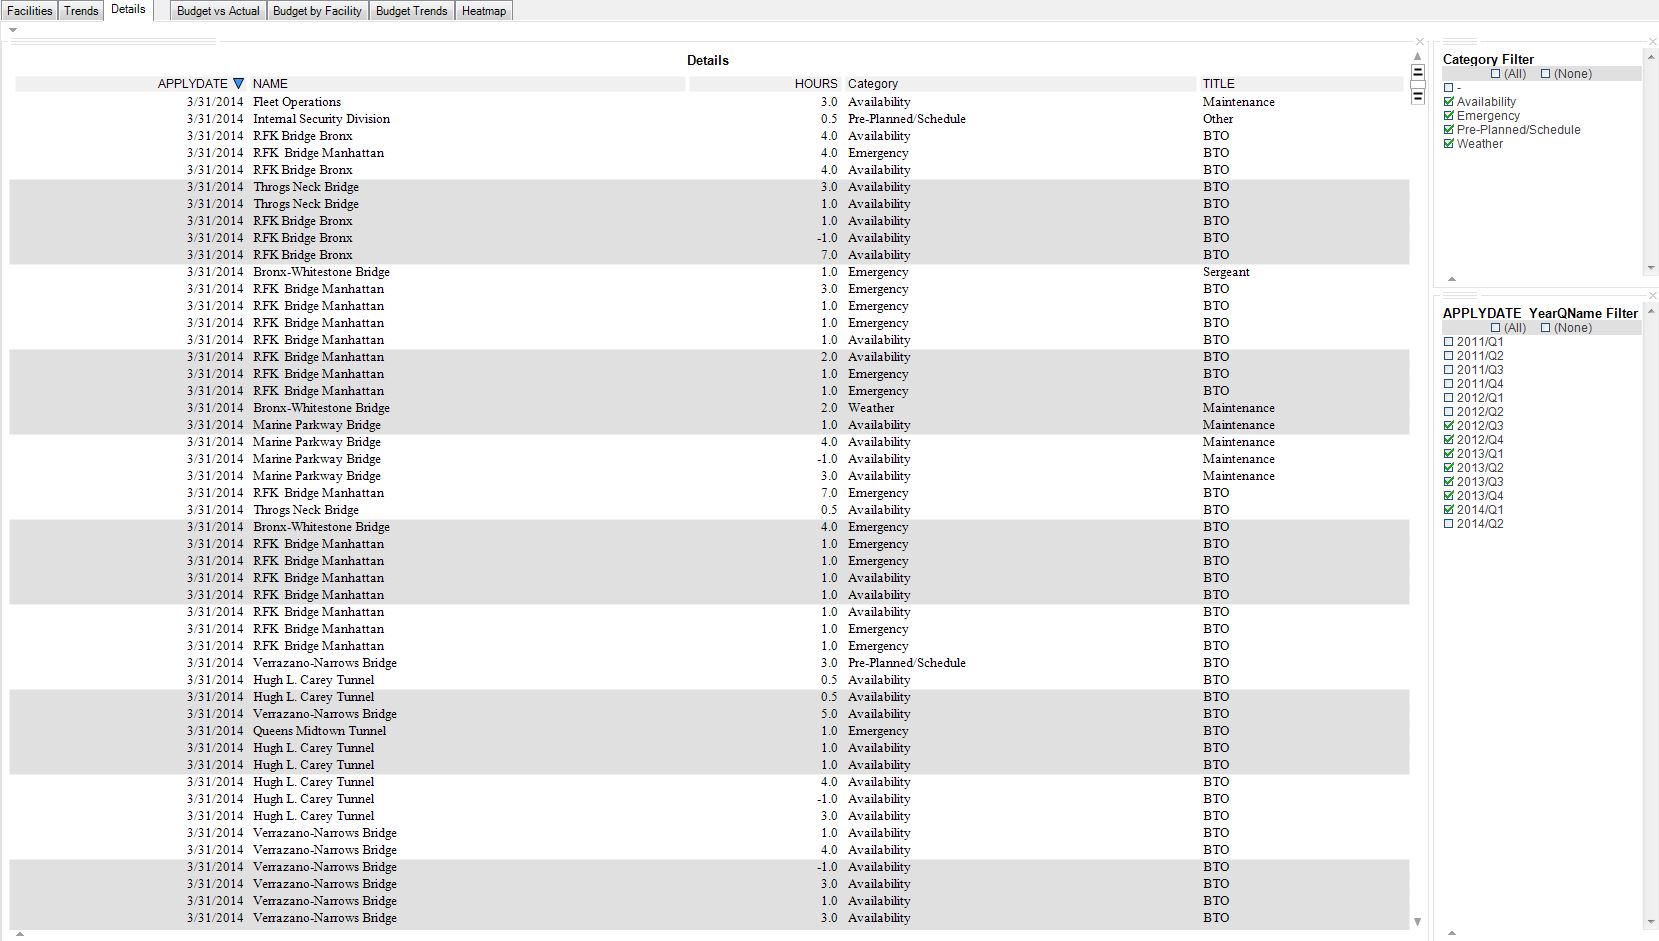 Facilities Trends Details Budget vs Actual Budget by Facility Budget Trends Heatmap
Details
APPLYDATE NAME HOURS Category TITLE
3/31/2014 Fleet Operations 3.0 Availability Maintenance
3/31/2014 Internal Security Division 0.5 Pre-Planned/Schedule Other
3/31/2014 RFK Bridge Bronx 4.0 Availability BTO
3/31/2014 RFK Bridge Manhattan 4.0 Emergency BTO
3/31/2014 RFK Bridge Bronx 4.0 Availability BTO
3/31/2014 Throgs Neck Bridge 3.0 Availability BTO
3/31/2014 Throgs Neck Bridge 1.0 Availability BTO
3/31/2014 RFK Bridge Bronx 1.0 Availability BTO
3/31/2014 RFK Bridge Bronx -1.0 Availability BTO
3/31/2014 RFK Bridge Bronx 7.0 Availability BTO
3/31/2014 Bronx-Whitestone Bridge 1.0 Emergency Sergeant
3/31/2014 RFK Bridge Manhattan 3.0 Emergency BTO
3/31/2014 RFK Bridge Manhattan 1.0 Emergency BTO
3/31/2014 RFK Bridge Manhattan 1.0 Emergency BTO
3/31/2014 RFK Bridge Manhattan 1.0 Availability BTO
3/31/2014 RFK Bridge Manhattan 2.0 Availability BTO
3/31/2014 RFK Bridge Manhattan 1.0 Emergency BTO
3/31/2014 RFK Bridge Manhattan 1.0 Emergency BTO
3/31/2014 Bronx-Whitestone Bridge 2.0 Weather Maintenance
3/31/2014 Marine Parkway Bridge 1.0 Availability Maintenance
3/31/2014 Marine Parkway Bridge 4.0 Availability Maintenance
3/31/2014 Marine Parkway Bridge -1.0 Availability Maintenance
3/31/2014 Marine Parkway Bridge 3.0 Availability Maintenance
3/31/2014 RFK Bridge Manhattan 7.0 Emergency BTO
3/31/2014 Throgs Neck Bridge 0.5 Availability BTO
3/31/2014 Bronx-Whitestone Bridge 4.0 Emergency BTO
3/31/2014 RFK Bridge Manhattan 1.0 Emergency BTO
3/31/2014 RFK Bridge Manhattan 1.0 Emergency BTO
3/31/2014 RFK Bridge Manhattan 1.0 Availability BTO
3/31/2014 RFK Bridge Manhattan 1.0 Availability BTO
3/31/2014 RFK Bridge Manhattan 1.0 Availability BTO
3/31/2014 RFK Bridge Manhattan 1.0 Emergency BTO
3/31/2014 RFK Bridge Manhattan 1.0 Emergency BTO
3/31/2014 Verrazano-Narrows Bridge 3.0 Pre-Planned/Schedule BTO
3/31/2014 Hugh L. Carey Tunnel 0.5 Availability BTO
3/31/2014 Hugh L. Carey Tunnel 0.5 Availability BTO
3/31/2014 Verrazano-Narrows Bridge 5.0 Availability BTO
3/31/2014 Queens Midtown Tunnel 1.0 Emergency BTO
3/31/2014 Hugh L. Carey Tunnel 1.0 Availability BTO
3/31/2014 Hugh L. Carey Tunnel 1.0 Availability BTO
3/31/2014 Hugh L. Carey Tunnel 4.0 Availability BTO
3/31/2014 Hugh L. Carey Tunnel -1.0 Availability BTO
3/31/2014 Hugh L. Carey Tunnel 3.0 Availability BTO
3/31/2014 Verrazano-Narrows Bridge 1.0 Availability BTO
3/31/2014 Verrazano-Narrows Bridge 4.0 Availability BTO
3/31/2014 Verrazano-Narrows Bridge -1.0 Availability BTO
3/31/2014 Verrazano-Narrows Bridge 3.0 Availability BTO
3/31/2014 Verrazano-Narrows Bridge 1.0 Availability BTO
3/31/2014 Verrazano-Narrows Bridge 3.0 Availability BTO
Category Filter
(All) (None)
-
Availability
Emergency
Pre-Planned/Schedule
Weather
APPLYDATE_YearQName Filter
(All) (None)
2011/Q1
2011/Q2
2011/Q3
2011/Q4
2012/Q1
2012/Q2
2012/Q3
2012/Q4
2013/Q1
2013/Q2
2013/Q3
2013/Q4
2014/Q1
2014/Q2